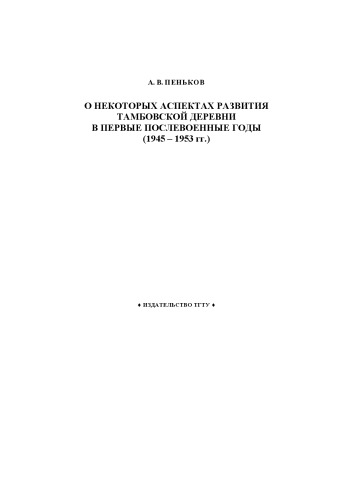 А. В. ПЕНЬКОВ
О НЕКОТОРЫХ АСПЕКТАХ РАЗВИТИЯ
ТАМБОВСКОЙ ДЕРЕВНИ
В ПЕРВЫЕ ПОСЛЕВОЕННЫЕ ГОДЫ
(1945 – 1953 гг.)
♦ ИЗДАТЕЛЬСТВО ТГТУ ♦